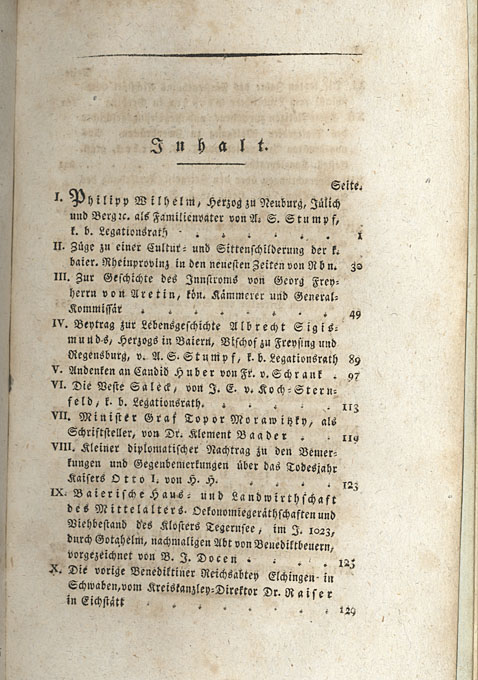 Inhalt.
Seite.
I. Philipp Wilhelm, Herzog zu Neuburg, Jülich
und Berg ꝛc. als Familienvater von A. S. Stumpf,
k. b. Legationsrath . . . . . 1
II. Züge zu einer Cultur- und Sittenschilderung der k.
baier. Rheinprovinz in den neuesten Zeiten von Rbn. 30
III. Zur Geschichte des Innstroms von Georg Frey-
herrn von Aretin, kön. Kämmerer und General-
Kommissär . . . . . . 49
IV. Beytrag zur Lebensgeschichte Albrecht Sigis-
munds, Herzogs in Baiern, Bischof zu Freysing und
Regensburg, v. A. S. Stumpf, k. b. Legationsrath 89
V. Andenken an Candid Huber von Fr. v. Schrank . 97
VI. Die Veste Saleck, von J. E. v. Koch-Stern-
feld, k. b. Legationsrath. . . . . 113
VII. Minister Graf Topor Morawitzky, als
Schriftsteller, von Dr. Klement Baader . . 119
VIII. Kleiner diplomatischer Nachtrag zu den Bemer-
kungen und Gegenbemerkungen über das Todesjahr
Kaisers Otto I. von H. H. . . . . 123
IX. Baierische Haus- und Landwirthschaft
des Mittelalters. Oekonomiegeräthschaften und
Viehbestand des Klosters Tegernsee, im J. 1023,
durch Gotahelm, nachmaligen Abt von Benediktbeuern,
vorgezeichnet von B. J. Docen . . . . 125
X. Die vorige Benediktiner Reichsabtey Elchingen in
Schwaben, vom Kreiskanzley-Direktor Dr. Raiser
in Eichstätt . . . . . . 129